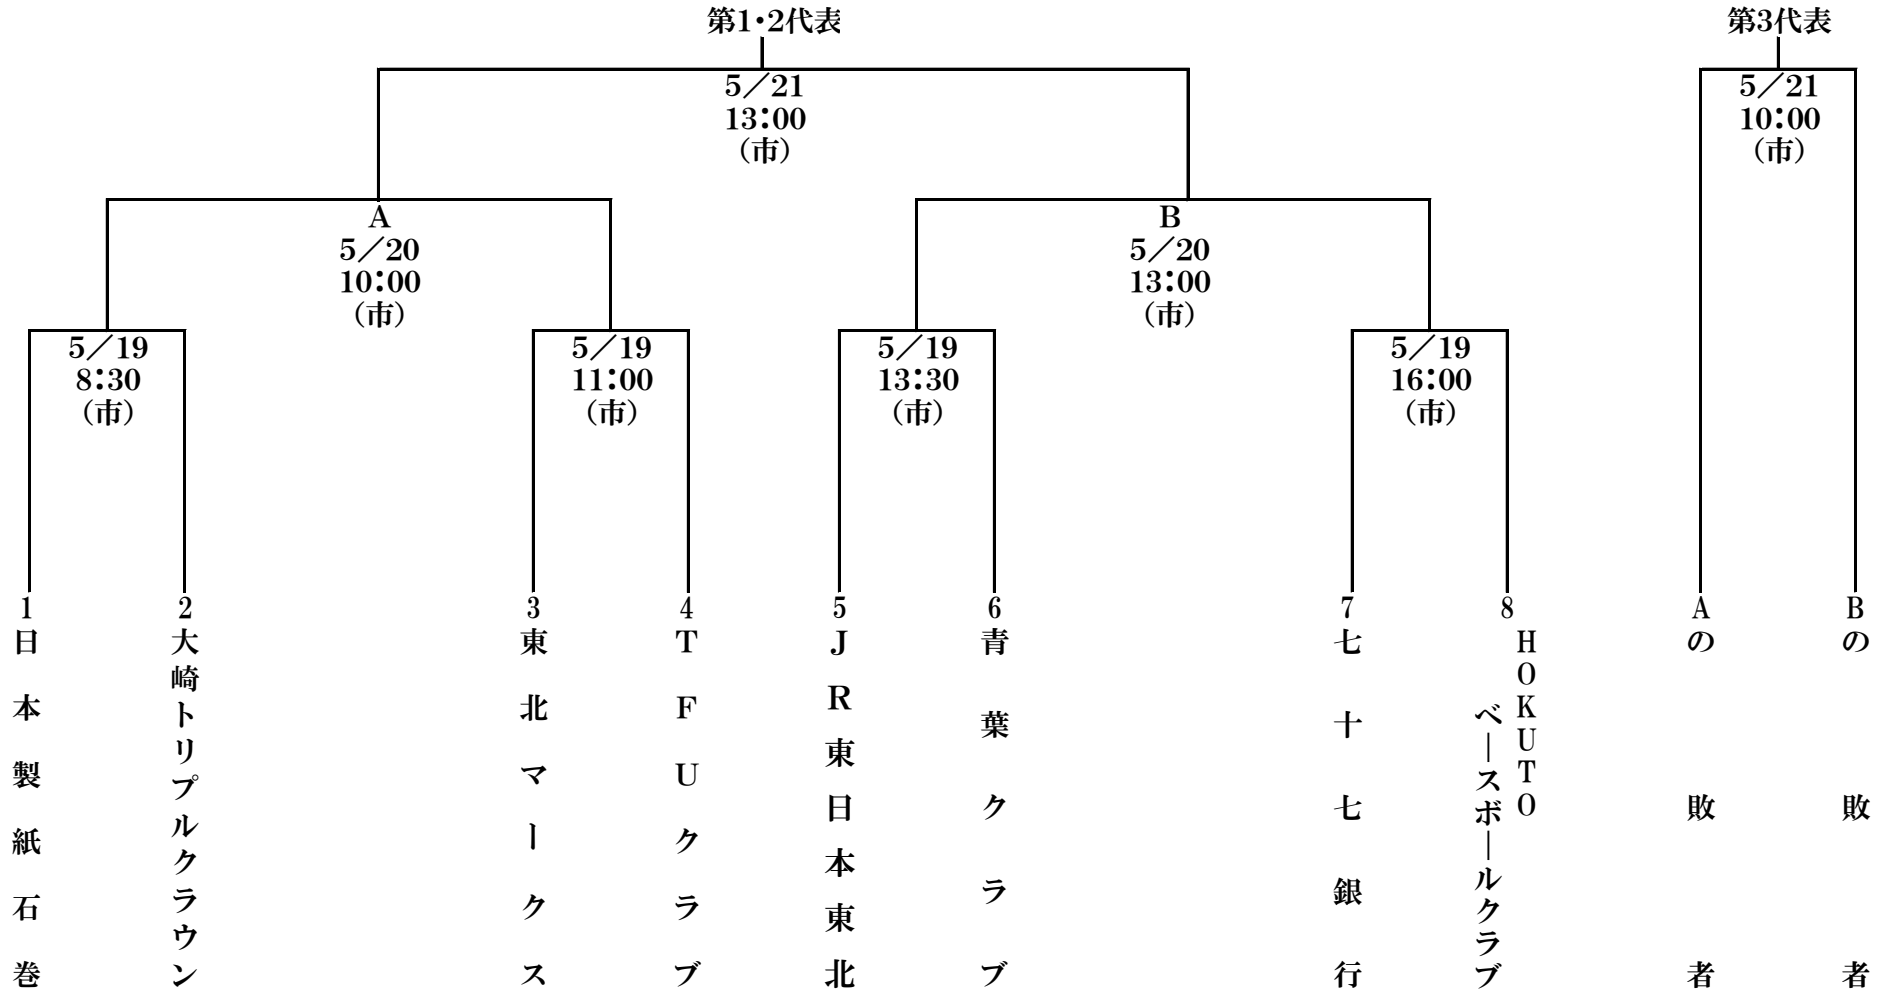 第1・2代表
5／21
13：00
（市）
第3代表
5／21
10：00
（市）
A
5／20
10：00
（市）
B
5／20
13：00
（市）
5／19
8：30
（市）
5／19
11：00
（市）
5／19
13：30
（市）
5／19
16：00
（市）
1
日本製紙石巻
2
大崎トリプルクラウン
3
東北マークス
4
TFUクラブ
5
JR東日本東北
6
青葉クラブ
7
七十七銀行
8
HOKUTO
ベースボールクラブ
Aの敗者
Bの敗者